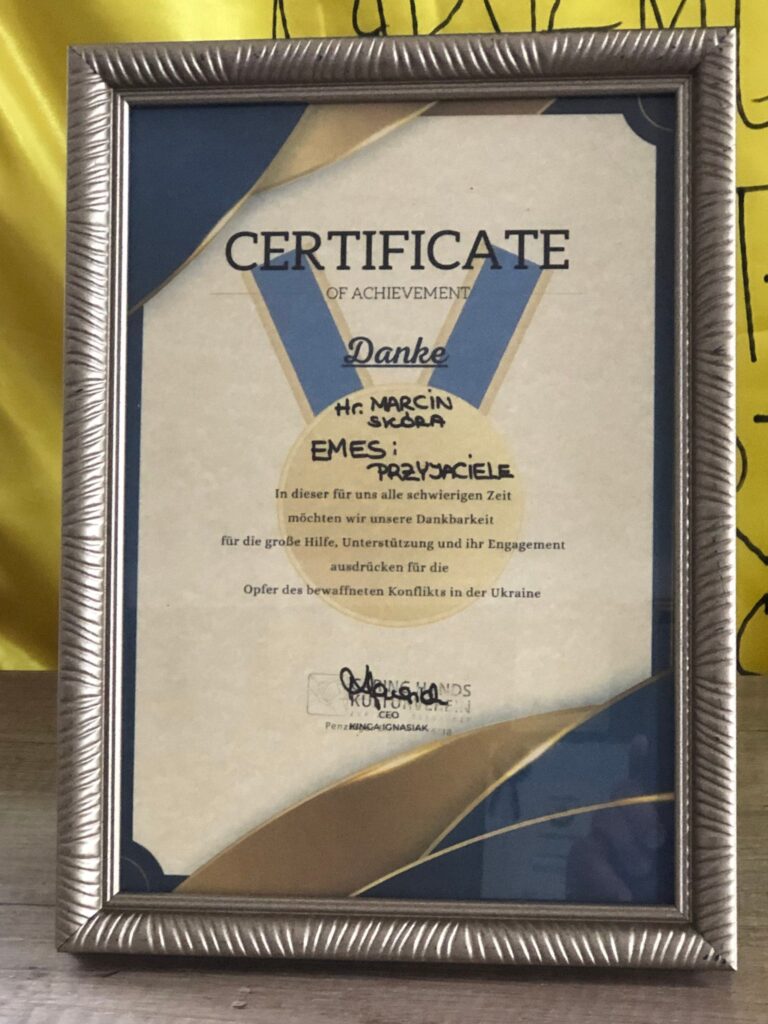 CERTIFICATE
OF ACHIEVEMENT
Danke
Hr. MARCIN
SKÓRA
EMES i
PRZYJACIELE
In dieser für uns alle schwierigen Zeit
möchten wir unsere Dankbarkeit
für die große Hilfe, Unterstützung und ihr Engagement
ausdrücken für die
Opfer des bewaffneten Konflikts in der Ukraine
HANDS
KULTURVEREIN
CEO
KINGA IGNASIAK